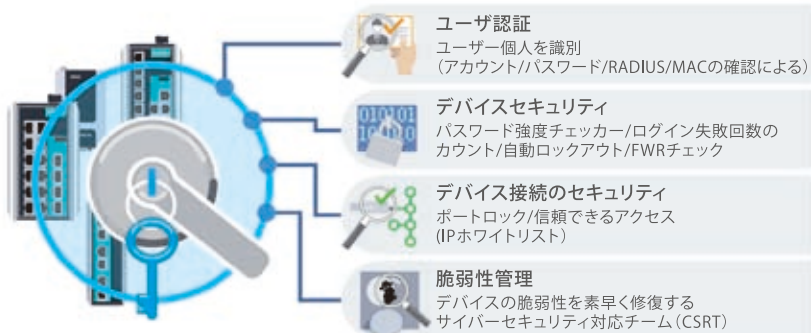 ユーザ認証
ユーザー個人を識別
(アカウント/パスワード/RADIUS/MACの確認による)
010101
デバイスセキュリティ
パスワード強度チェッカー/ログイン失敗回数の
カウント/自動ロックアウト/FWRチェック
デバイス接続のセキュリティ
ポートロック/信頼できるアクセス
(IPホワイトリスト)
脆弱性管理
デバイスの脆弱性を素早く修復する
サイバーセキュリティ対応チーム(CSRT)